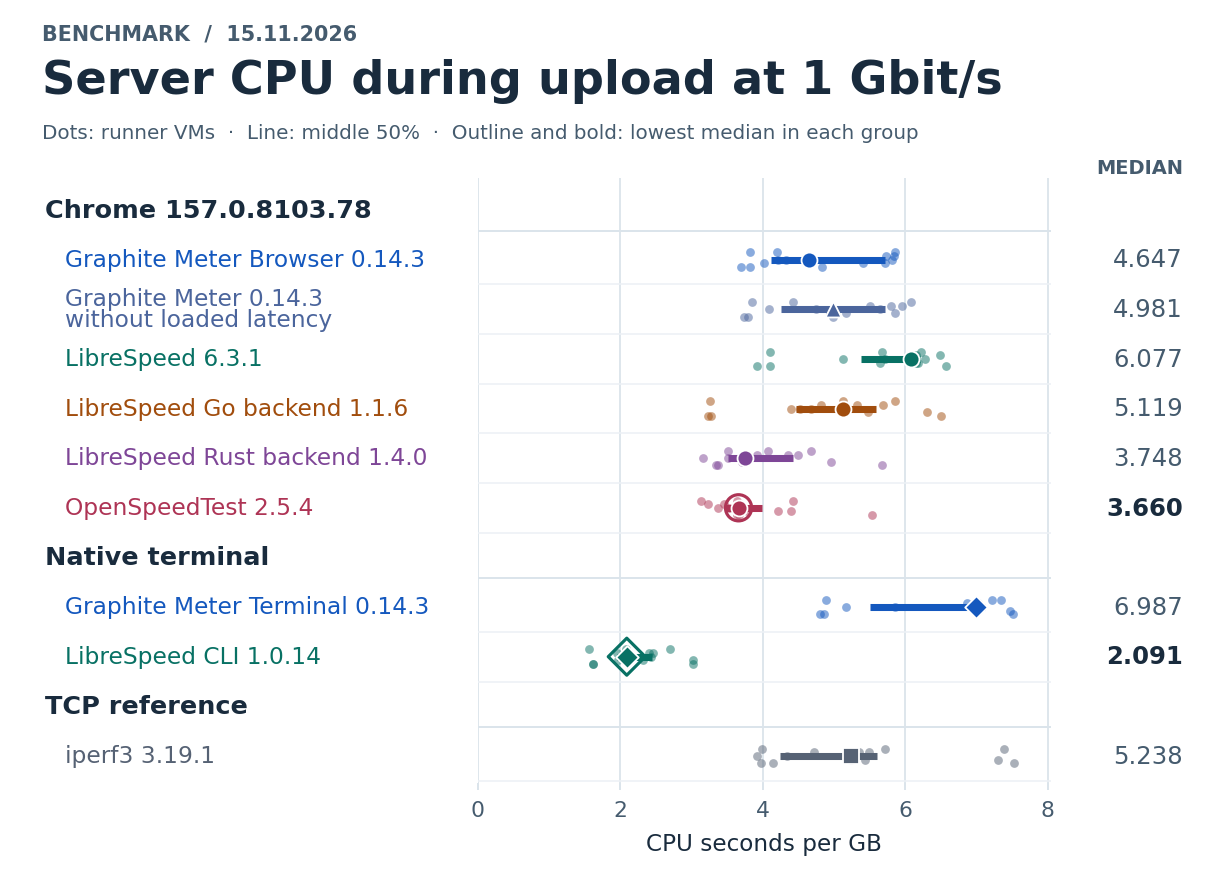 BENCHMARK / 15.11.2026
Server CPU during upload at 1 Gbit/s
Dots: runner VMs · Line: middle 50% · Outline and bold: lowest median in each group
MEDIAN
Chrome 157.0.8103.78
Graphite Meter Browser 0.14.3 4.647
Graphite Meter 0.14.3
without loaded latency 4.981
LibreSpeed 6.3.1 6.077
LibreSpeed Go backend 1.1.6 5.119
LibreSpeed Rust backend 1.4.0 3.748
OpenSpeedTest 2.5.4 3.660
Native terminal
Graphite Meter Terminal 0.14.3 6.987
LibreSpeed CLI 1.0.14 2.091
TCP reference
iperf3 3.19.1 5.238
0 2 4 6 8
CPU seconds per GB